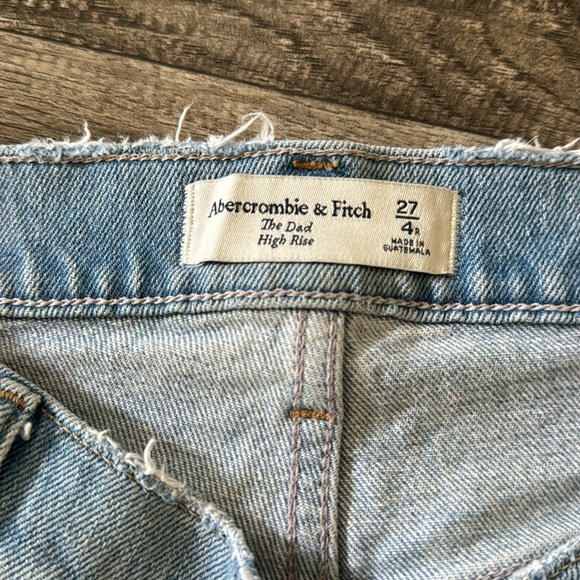 Abercrombie & Fitch
The Dad
High Rise
27
4R
MADE IN
GUATEMALA